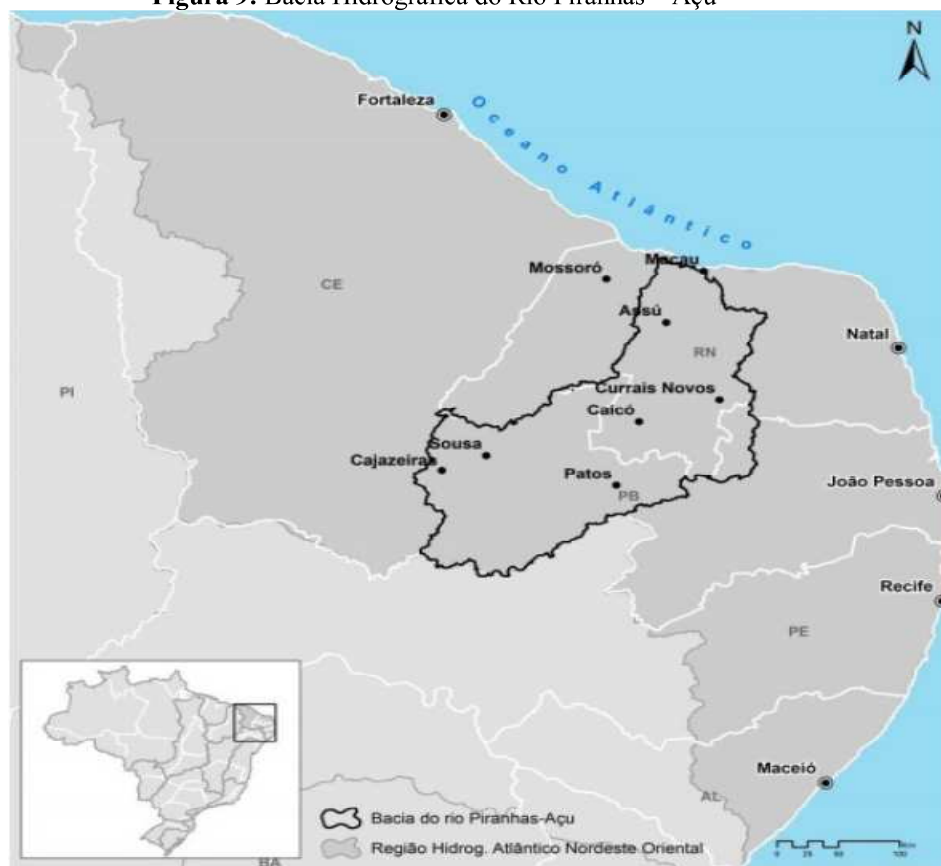 Figura 9: Bacia Hidrográfica do Rio Piranhas – Açu
N
Fortaleza
Oceano Atlântico
Mossoró
Macau
CE
Assú
RN
Natal
PI
Currais Novos
Caicó
Sousa
Cajazeiras
Patos
PB
João Pessoa
Recife
PE
Maceió
AL
Bacia do rio Piranhas-Açu
Região Hidrog. Atlântico Nordeste Oriental
BA